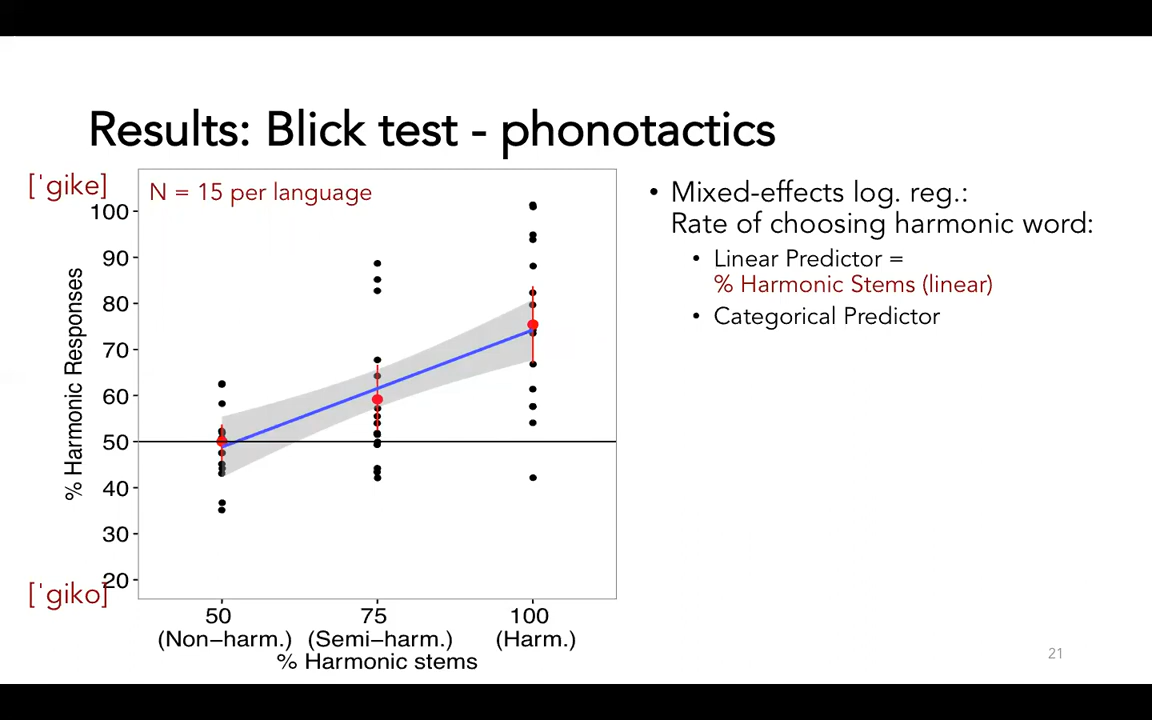 Results: Blick test - phonotactics
[ˈgike]
N = 15 per language
100
90
80
70
60
50
40
30
20
% Harmonic Responses
[ˈgiko]
50
75
100
(Non-harm.)
(Semi-harm.)
(Harm.)
% Harmonic stems
• Mixed-effects log. reg.:
Rate of choosing harmonic word:
• Linear Predictor =
% Harmonic Stems (linear)
• Categorical Predictor
21